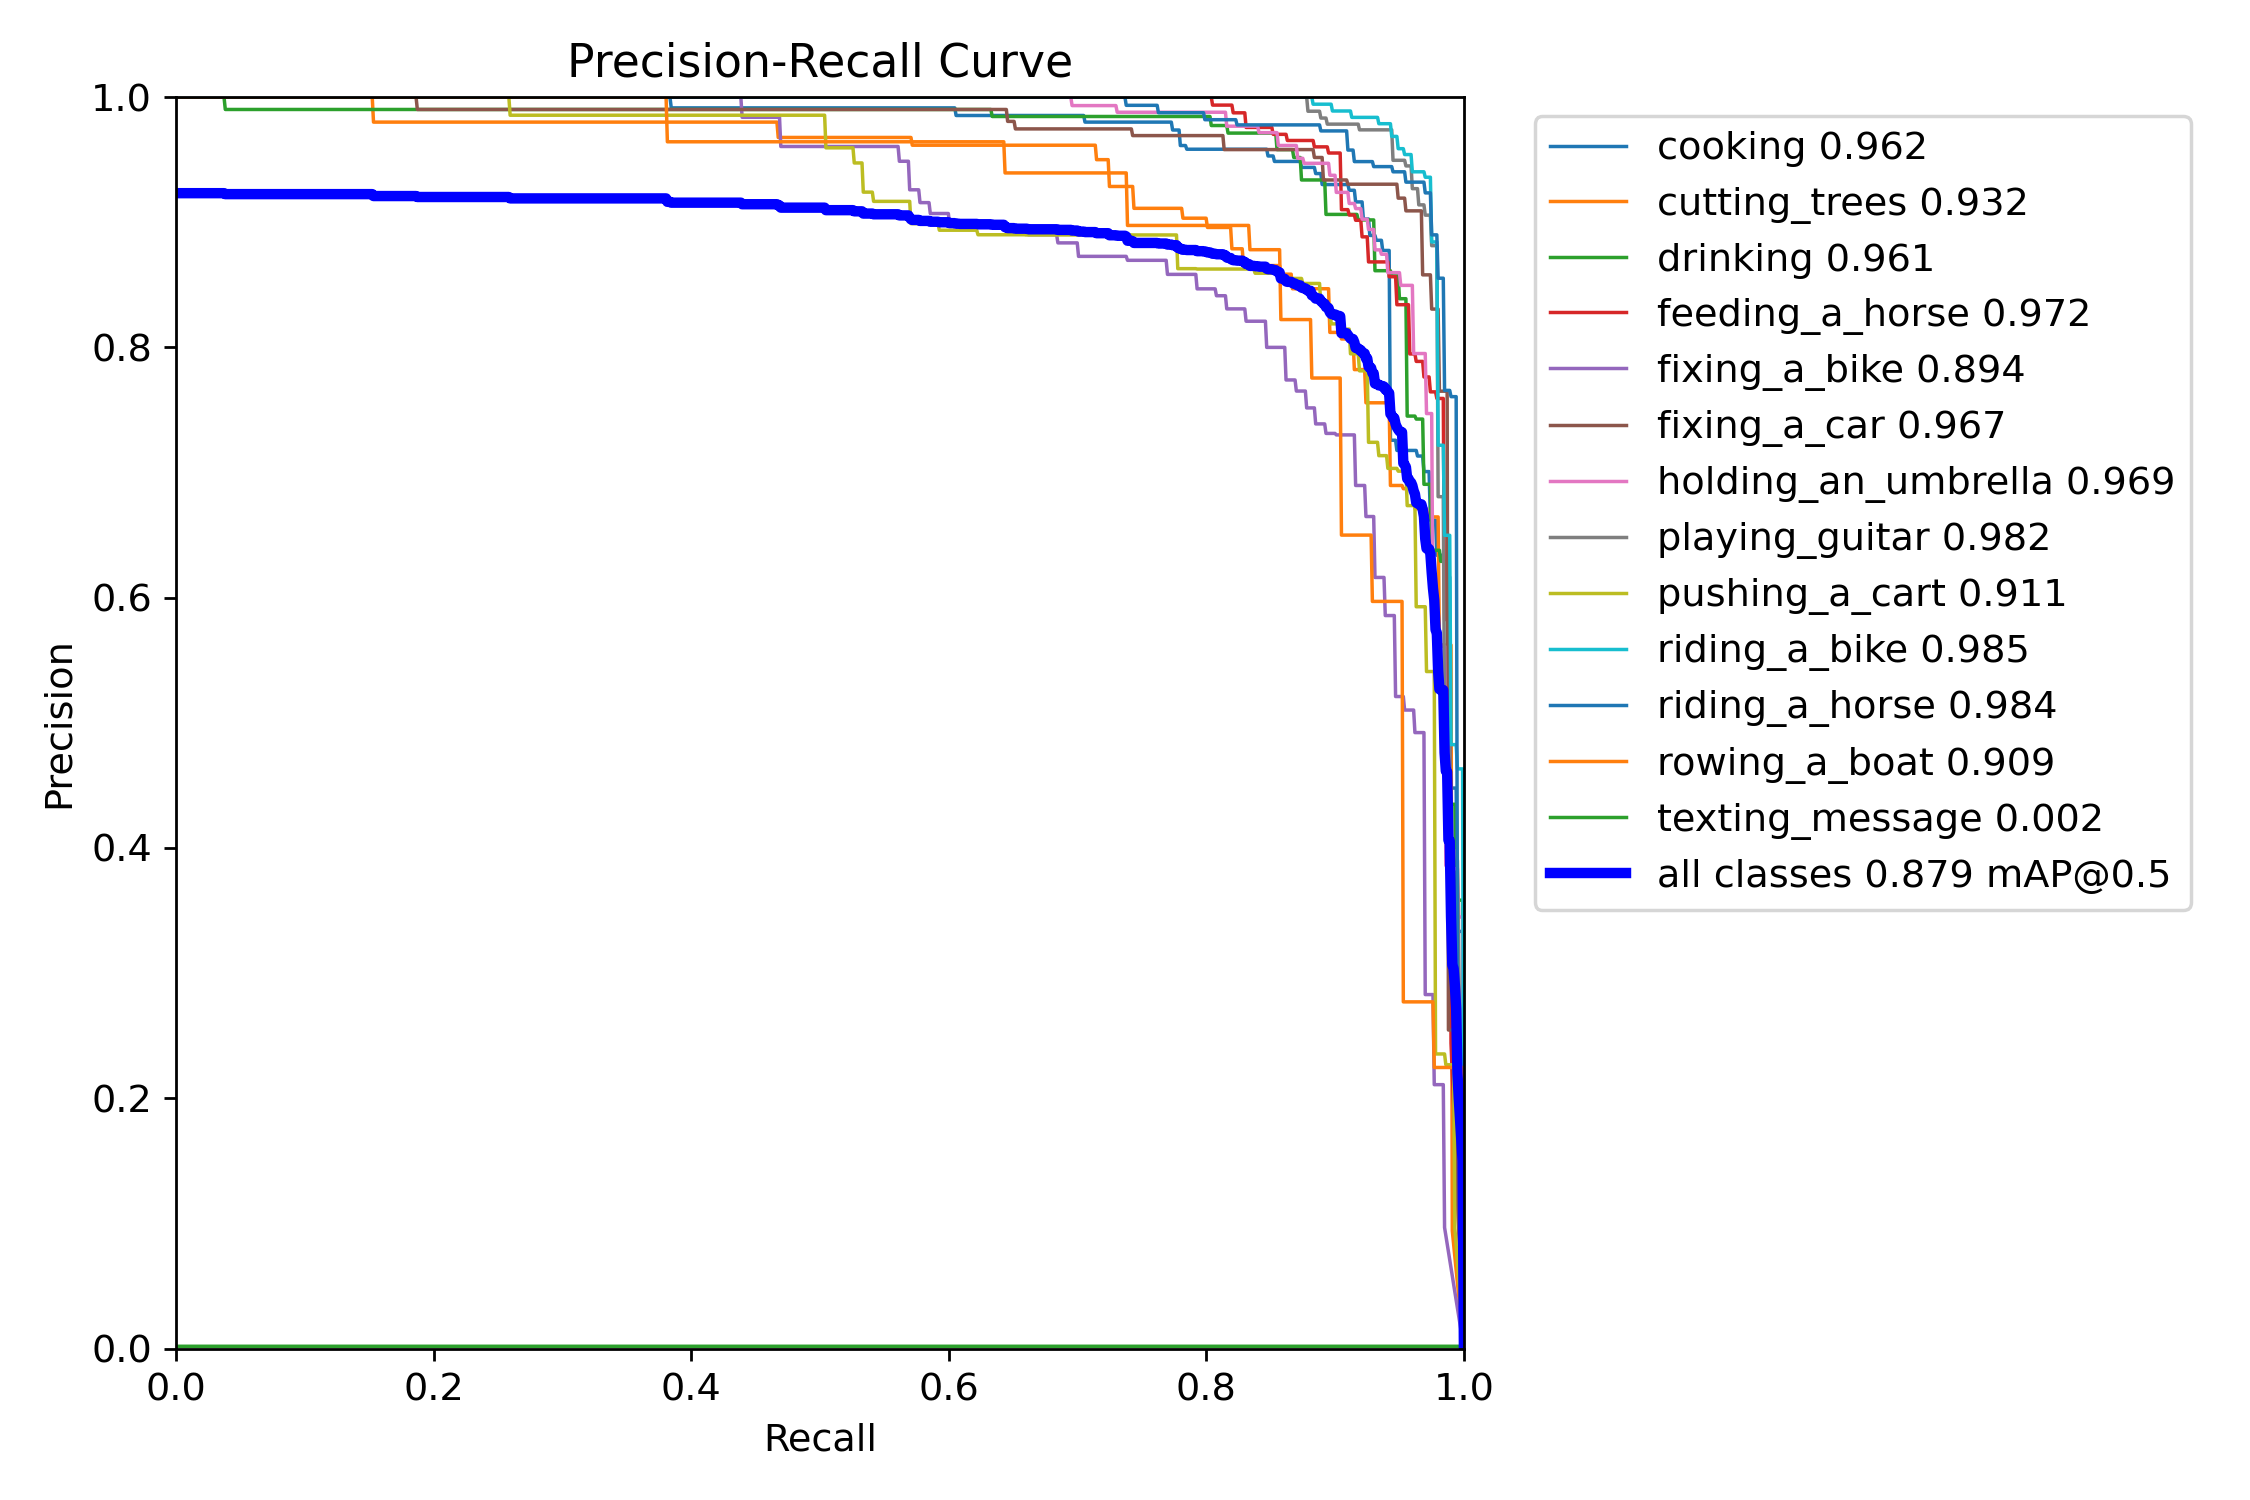 Precision-Recall Curve
1.0
0.8
0.6
0.4
0.2
0.0
Precision
0.0 0.2 0.4 0.6 0.8 1.0
Recall
cooking 0.962
cutting_trees 0.932
drinking 0.961
feeding_a_horse 0.972
fixing_a_bike 0.894
fixing_a_car 0.967
holding_an_umbrella 0.969
playing_guitar 0.982
pushing_a_cart 0.911
riding_a_bike 0.985
riding_a_horse 0.984
rowing_a_boat 0.909
texting_message 0.002
all classes 0.879 mAP@0.5